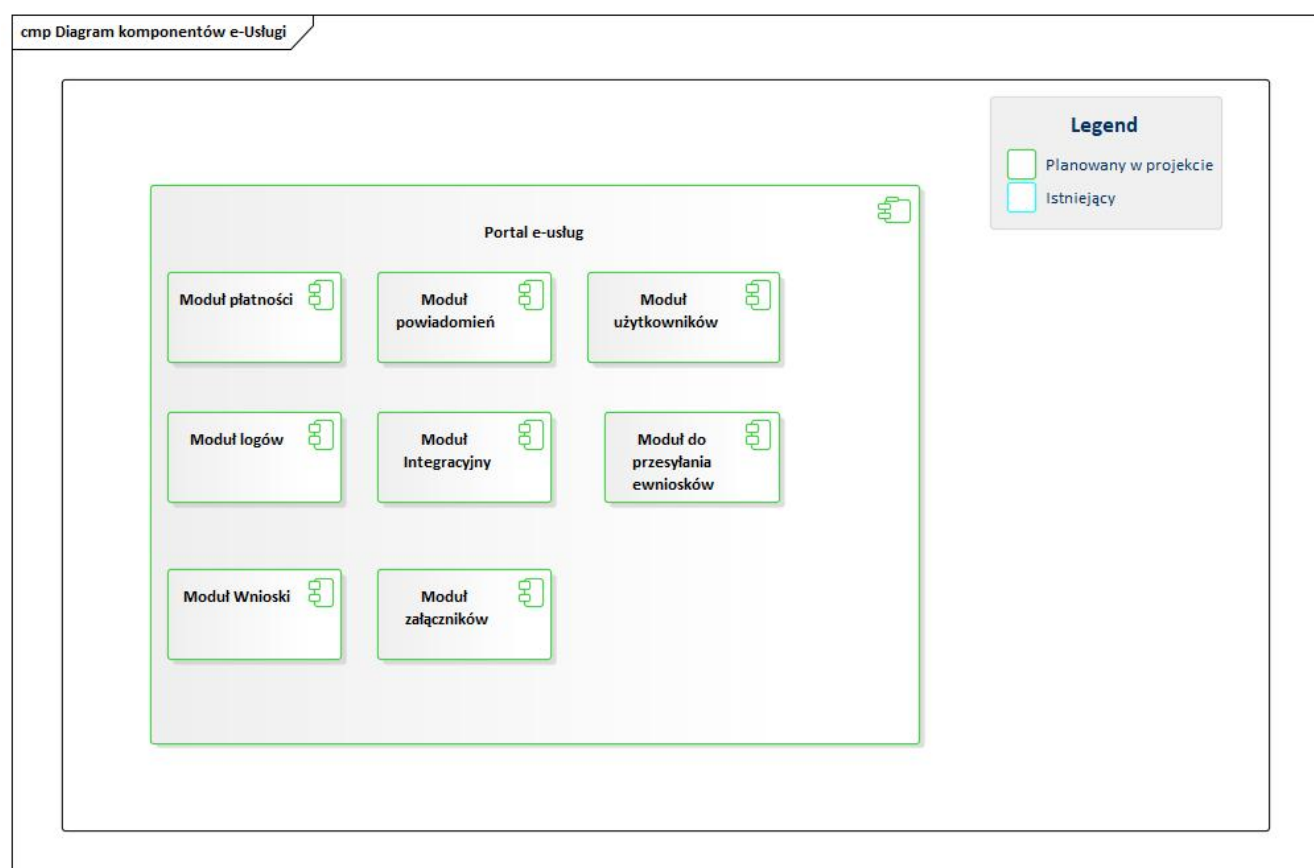 cmp Diagram komponentów e-Usługi
Legend
Planowany w projekcie
Istniejący
Portal e-usług
Moduł płatności
Moduł
powiadomień
Moduł
użytkowników
Moduł logów
Moduł
Integracyjny
Moduł do
przesyłania
ewniosków
Moduł Wnioski
Moduł
załączników